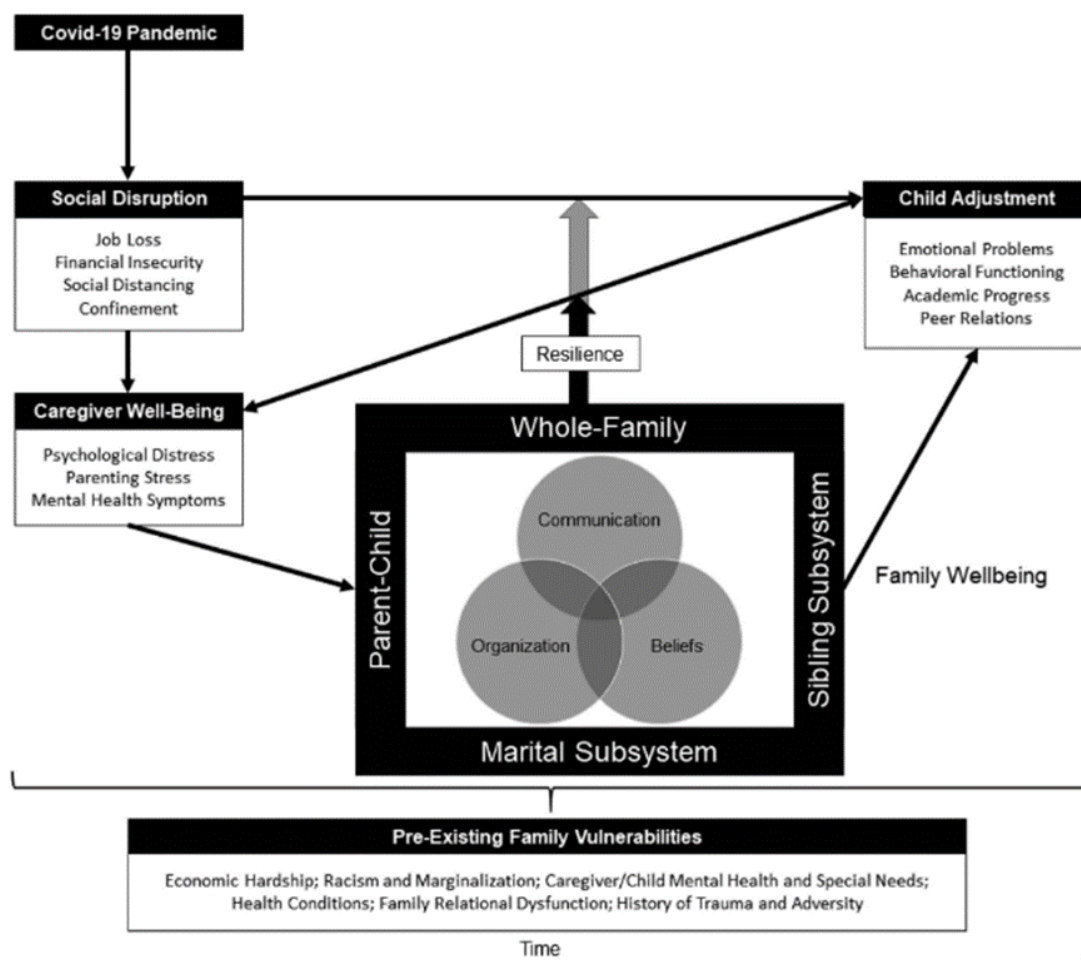 Covid-19 Pandemic
Social Disruption
Job Loss
Financial Insecurity
Social Distancing
Confinement
Child Adjustment
Emotional Problems
Behavioral Functioning
Academic Progress
Peer Relations
Resilience
Caregiver Well-Being
Psychological Distress
Parenting Stress
Mental Health Symptoms
Whole-Family
Parent-Child
Communication
Organization
Beliefs
Sibling Subsystem
Marital Subsystem
Family Wellbeing
Pre-Existing Family Vulnerabilities
Economic Hardship; Racism and Marginalization; Caregiver/Child Mental Health and Special Needs;
Health Conditions; Family Relational Dysfunction; History of Trauma and Adversity
Time